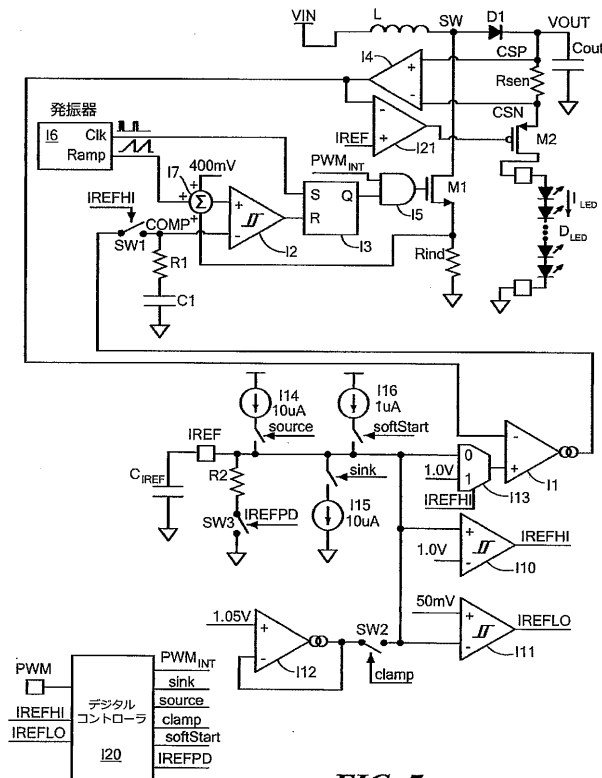 VIN
L
SW
D1
VOUT
I4
CSP
Cout
Rsen
CSN
発振器
I6
Clk
Ramp
IREF
I21
M2
I7
400mV
PWMINT
IREFHI
Σ
S
Q
R
I5
M1
ILED
COMP
SW1
I2
I3
DLED
R1
Rind
C1
I14
10uA
I16
1uA
source
softStart
IREF
CIREF
R2
sink
0
1.0V
1
I13
I1
IREFHI
SW3
IREFPD
I15
10uA
IREFHI
1.0V
I10
1.05V
SW2
50mV
IREFLO
I12
I11
clamp
PWM
PWMINT
sink
IREFHI
デジタル
コントローラ
source
IREFLO
clamp
I20
softStart
IREFPD